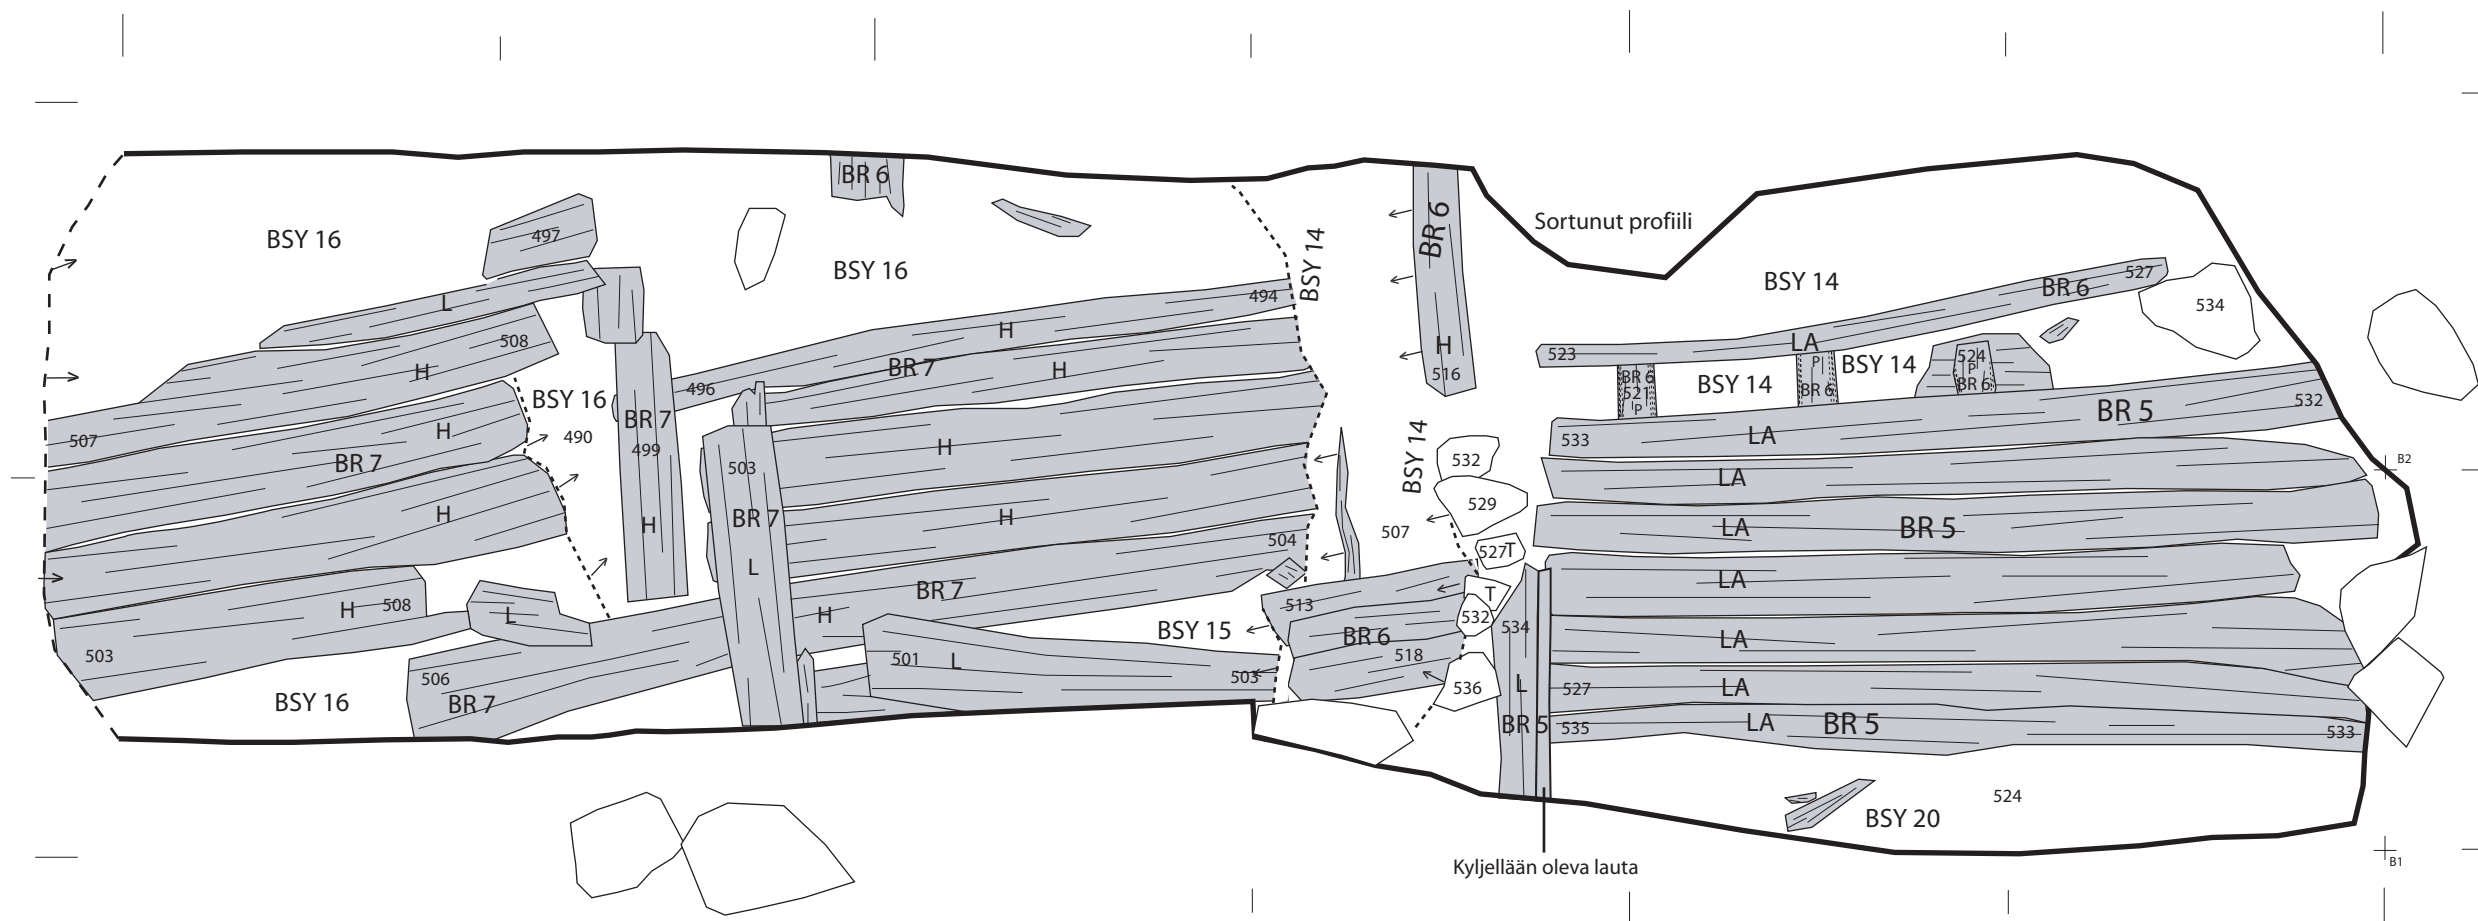 BR 6
BSY 16
497
BSY 16
BSY 14
BR 6
Sortunut profiili
BSY 14
BR 6
527
534
L
508
H
494
H
BR 7
H
496
H
516
523
LA
BR 6
521
P
BSY 14
P
BR 6
BSY 14
524
P
BR 6
507
H
BR 7
BSY 16
490
BR 7
499
H
503
BR 7
L
H
H
504
BSY 14
532
529
507
527
T
533
LA
BR 5
532
B2
LA
LA
BR 5
LA
H
H
508
503
L
BSY 16
506
BR 7
H
BR 7
501
L
503
BSY 15
513
BR 6
518
T
532
536
534
L
BR 5
LA
527
LA
535
LA
BR 5
533
524
BSY 20
B1
Kyljellään oleva lauta